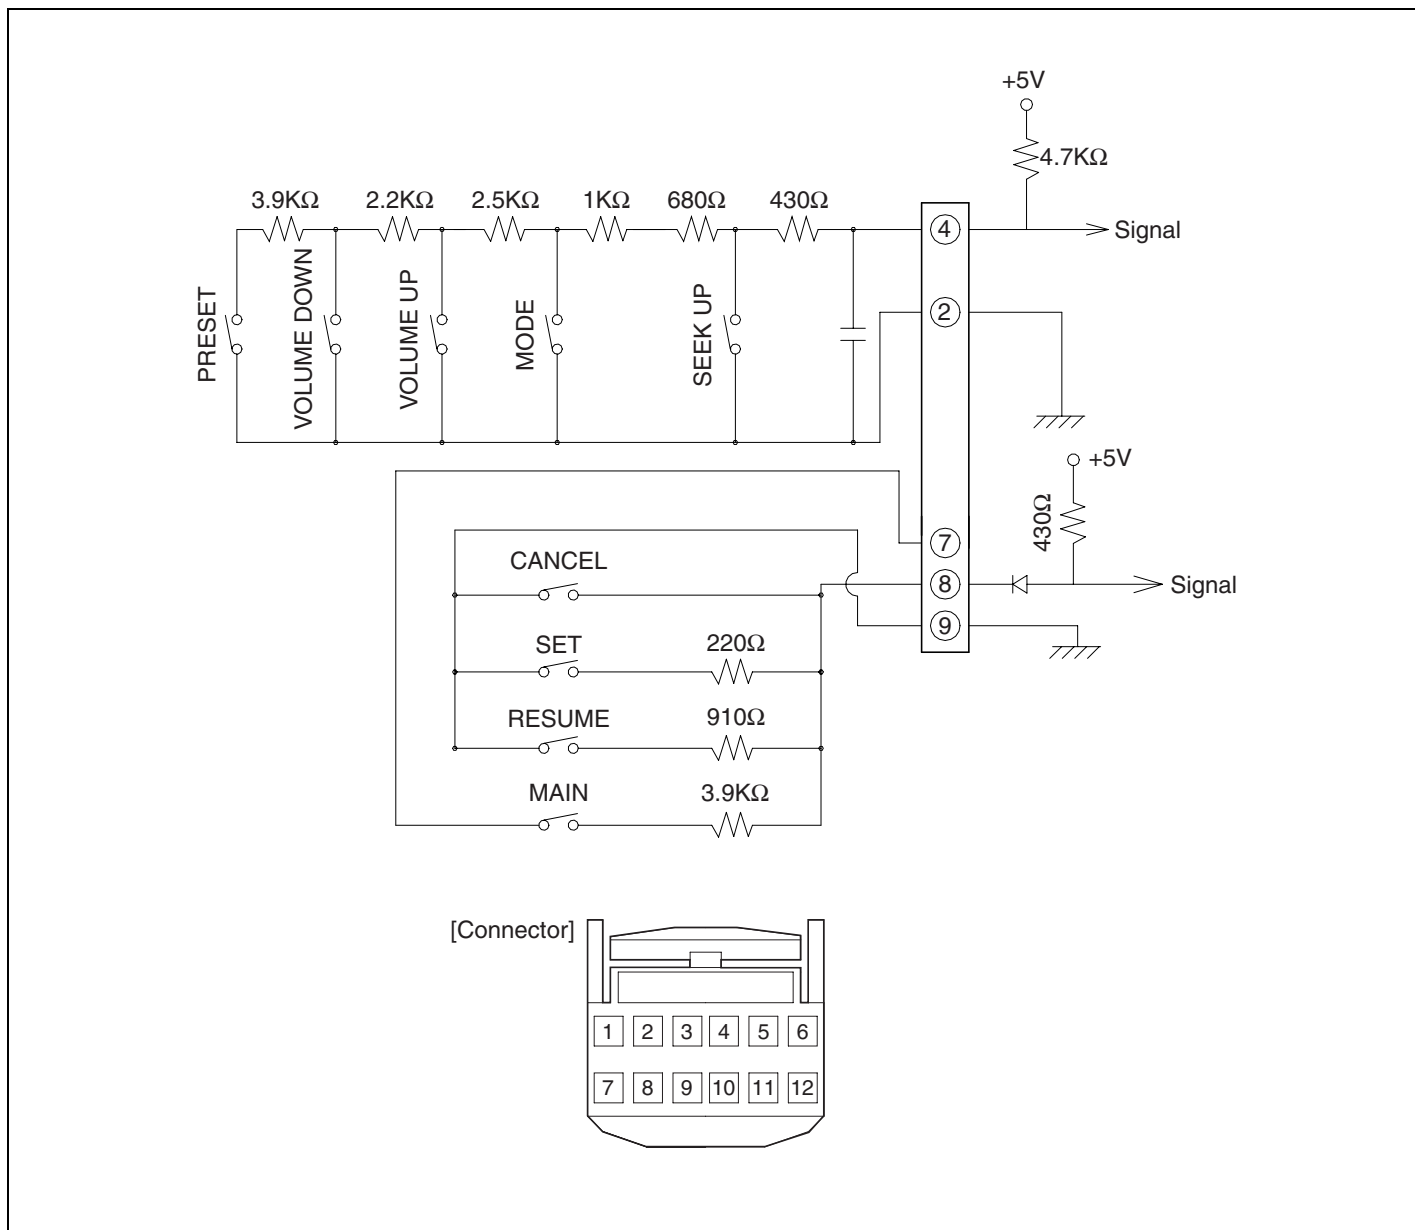 +5V
4.7KΩ
3.9KΩ 2.2KΩ 2.5KΩ 1KΩ 680Ω 430Ω
4
Signal
PRESET
VOLUME DOWN
VOLUME UP
MODE
SEEK UP
2
+5V
430Ω
7
CANCEL
8
Signal
9
SET 220Ω
RESUME 910Ω
MAIN 3.9KΩ
[Connector]
1 2 3 4 5 6
7 8 9 10 11 12